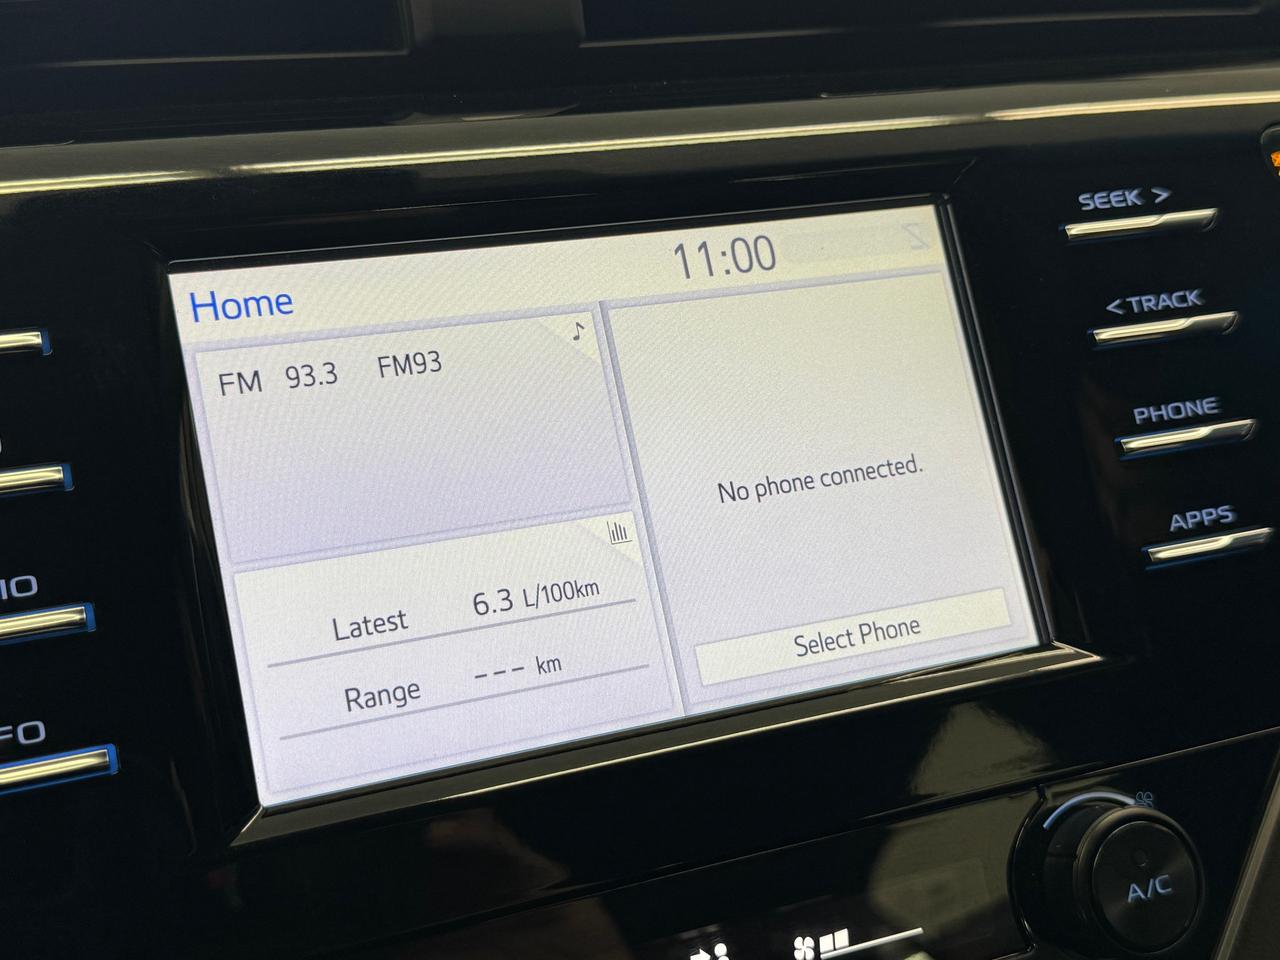 SEEK >
11:00
Home
< TRACK
FM 93.3 FM93
PHONE
No phone connected.
APPS
Latest 6.3 L/100km
Select Phone
Range --- km
A/C